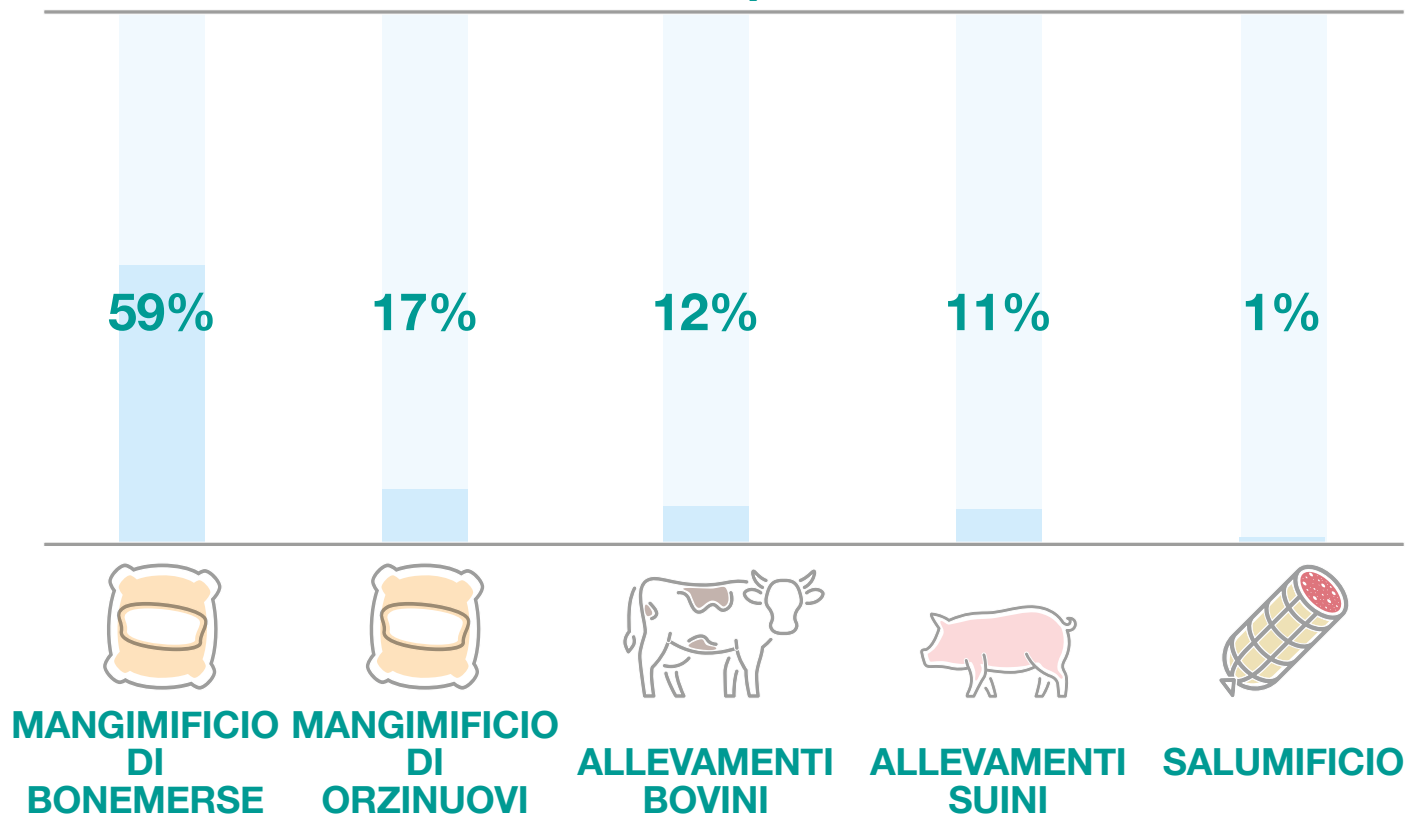 59% 17% 12% 11% 1%
MANGIMIFICIO
DI
BONEMERSE
MANGIMIFICIO
DI
ORZINUOVI
ALLEVAMENTI
BOVINI
ALLEVAMENTI
SUINI
SALUMIFICIO